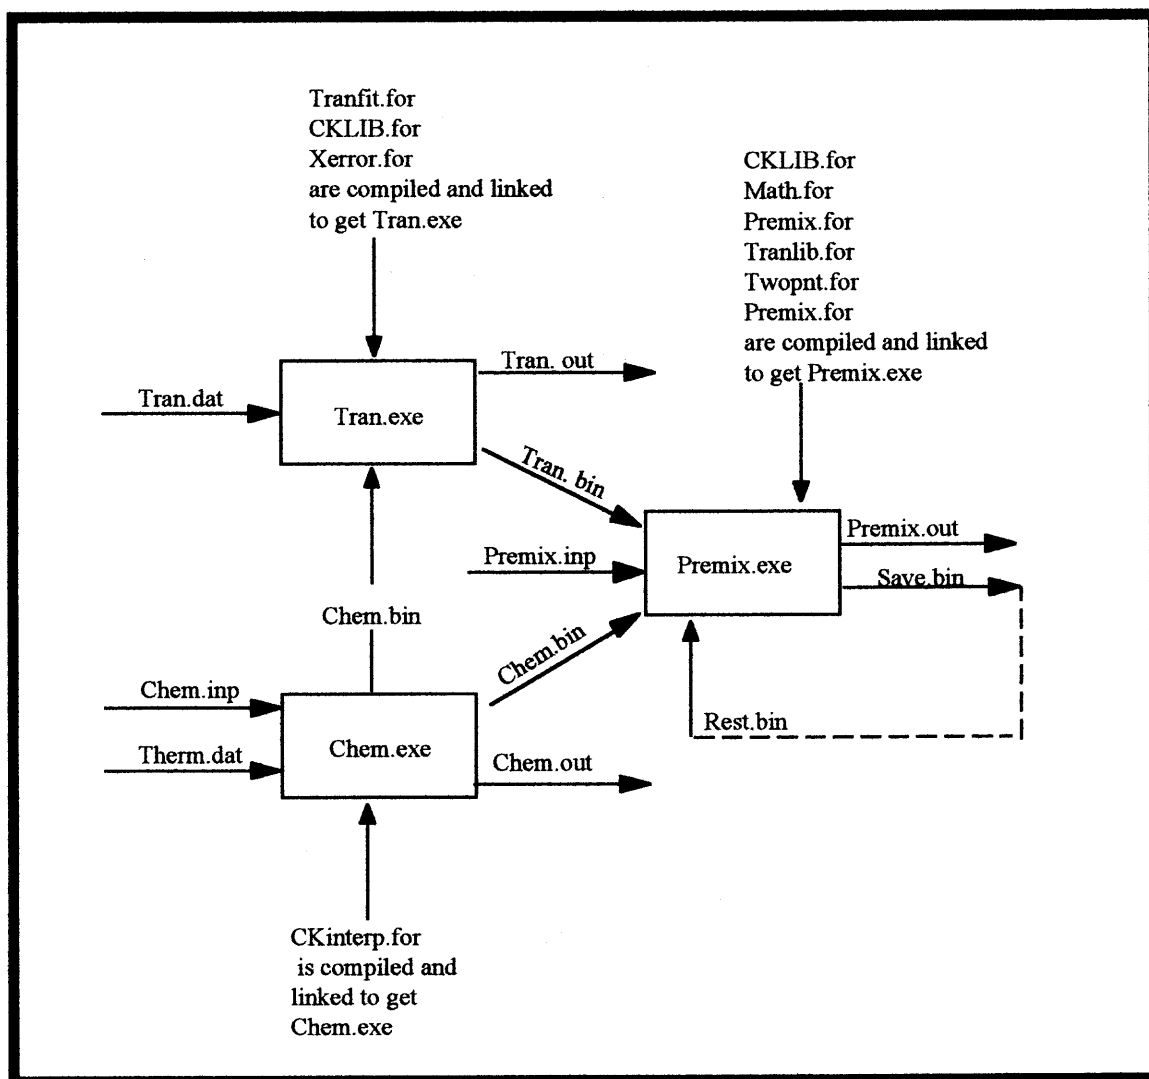 Tranfit.for
CKLIB.for
Xerror.for
are compiled and linked
to get Tran.exe
CKLIB.for
Math.for
Premix.for
Tranlib.for
Twopnt.for
Premix.for
are compiled and linked
to get Premix.exe
Tran. out
Tran.dat
Tran.exe
Tran. bin
Premix.out
Premix.inp
Premix.exe
Save.bin
Chem.bin
Chem.bin
Chem.inp
Rest.bin
Therm.dat
Chem.exe
Chem.out
CKinterp.for
is compiled and
linked to get
Chem.exe